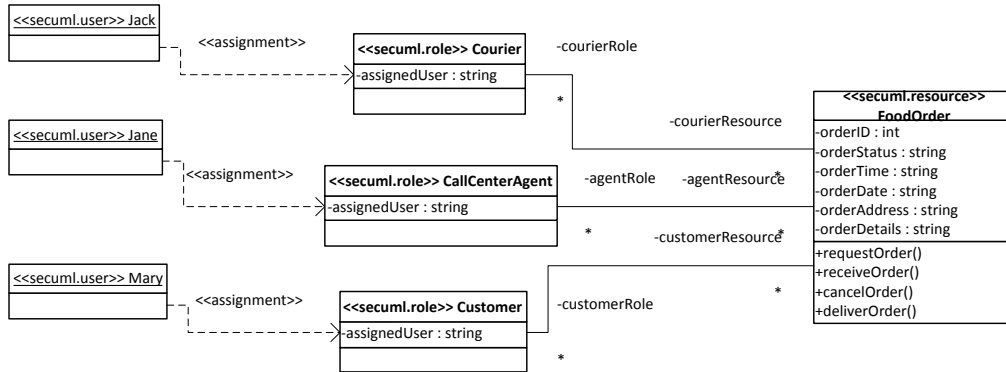 <<secuml.user>> Jack
<<assignment>>
<<secuml.role>> Courier
-assignedUser : string
-courierRole
*
-courierResource
*
<<secuml.resource>>
FoodOrder
-orderID : int
-orderStatus : string
-orderTime : string
-orderDate : string
-orderAddress : string
-orderDetails : string
+requestOrder()
+receiveOrder()
+cancelOrder()
+deliverOrder()
<<secuml.user>> Jane
<<assignment>>
<<secuml.role>> CallCenterAgent
-assignedUser : string
-agentRole
*
-agentResource
*
<<secuml.user>> Mary
<<assignment>>
<<secuml.role>> Customer
-assignedUser : string
-customerRole
*
-customerResource
*